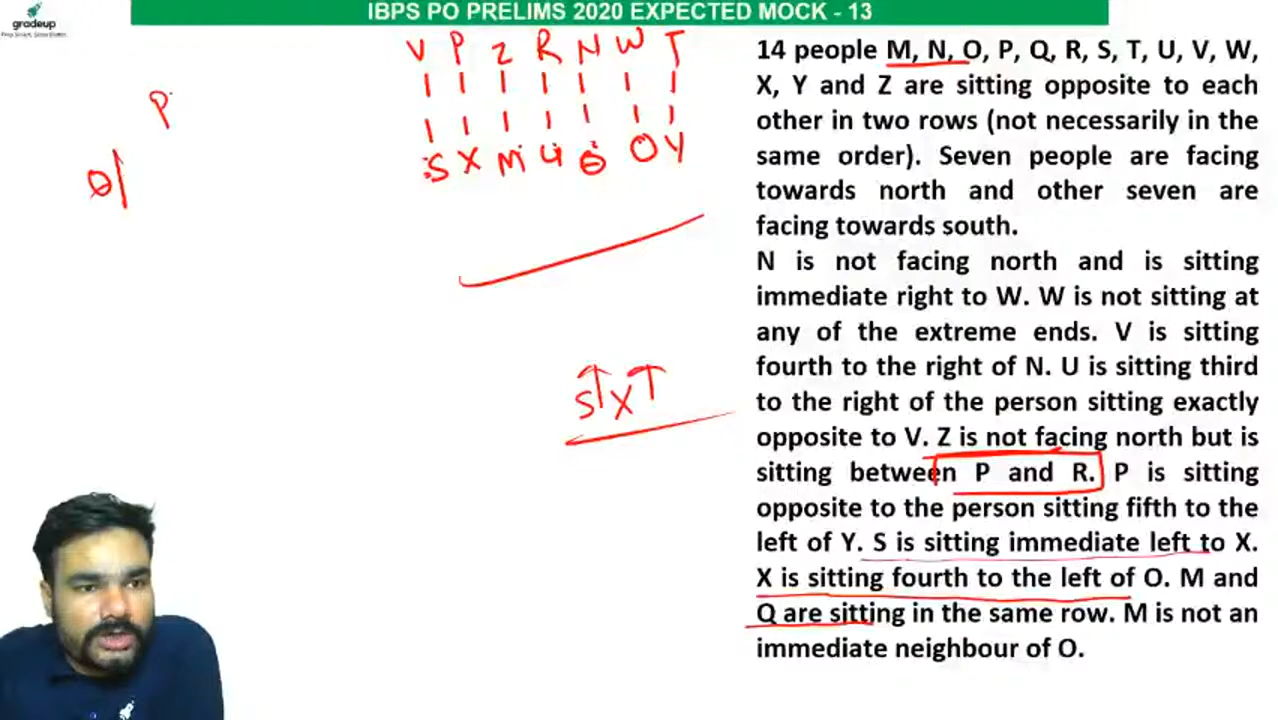 gradeup
IBPS PO PRELIMS 2020 EXPECTED MOCK - 13
V P Z R N W T
S X M U Q O Y
P
Q
S X
14 people M, N, O, P, Q, R, S, T, U, V, W,
X, Y and Z are sitting opposite to each
other in two rows (not necessarily in the
same order). Seven people are facing
towards north and other seven are
facing towards south.
N is not facing north and is sitting
immediate right to W. W is not sitting at
any of the extreme ends. V is sitting
fourth to the right of N. U is sitting third
to the right of the person sitting exactly
opposite to V. Z is not facing north but is
sitting between P and R. P is sitting
opposite to the person sitting fifth to the
left of Y. S is sitting immediate left to X.
X is sitting fourth to the left of O. M and
Q are sitting in the same row. M is not an
immediate neighbour of O.